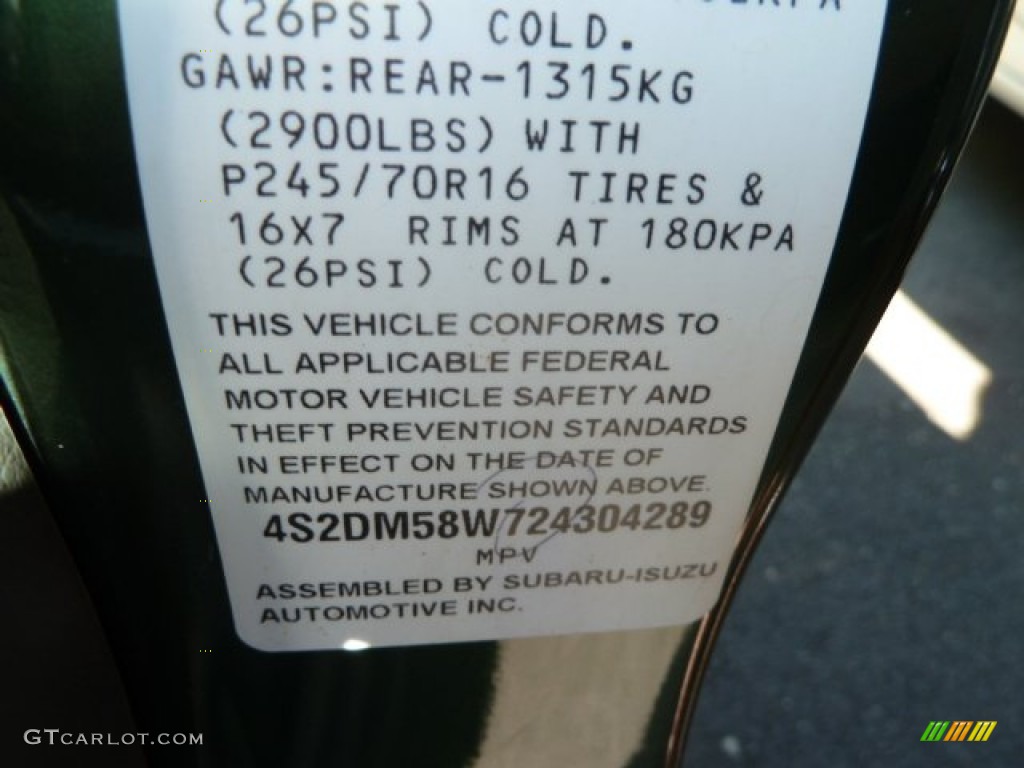 (26PSI) COLD.
GAWR:REAR-1315KG
(2900LBS) WITH
P245/70R16 TIRES &
16X7 RIMS AT 180KPA
(26PSI) COLD.
THIS VEHICLE CONFORMS TO
ALL APPLICABLE FEDERAL
MOTOR VEHICLE SAFETY AND
THEFT PREVENTION STANDARDS
IN EFFECT ON THE DATE OF
MANUFACTURE SHOWN ABOVE.
4S2DM58W724304289
MPV
ASSEMBLED BY SUBARU-ISUZU
AUTOMOTIVE INC.
GTCARLOT.COM